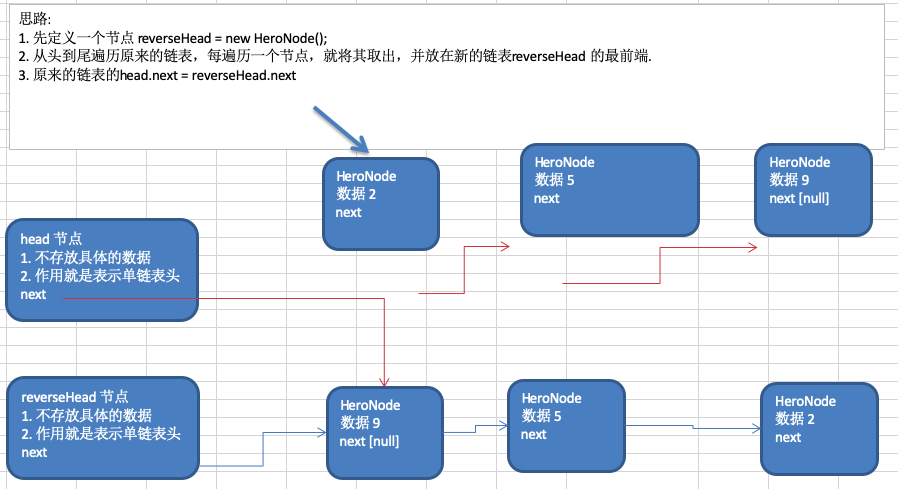 思路:
1. 先定义一个节点 reverseHead = new HeroNode();
2. 从头到尾遍历原来的链表，每遍历一个节点，就将其取出，并放在新的链表reverseHead 的最前端.
3. 原来的链表的head.next = reverseHead.next
HeroNode
数据 2
next
HeroNode
数据 5
next
HeroNode
数据 9
next [null]
head 节点
1. 不存放具体的数据
2. 作用就是表示单链表头
next
reverseHead 节点
1. 不存放具体的数据
2. 作用就是表示单链表头
next
HeroNode
数据 9
next [null]
HeroNode
数据 5
next
HeroNode
数据 2
next